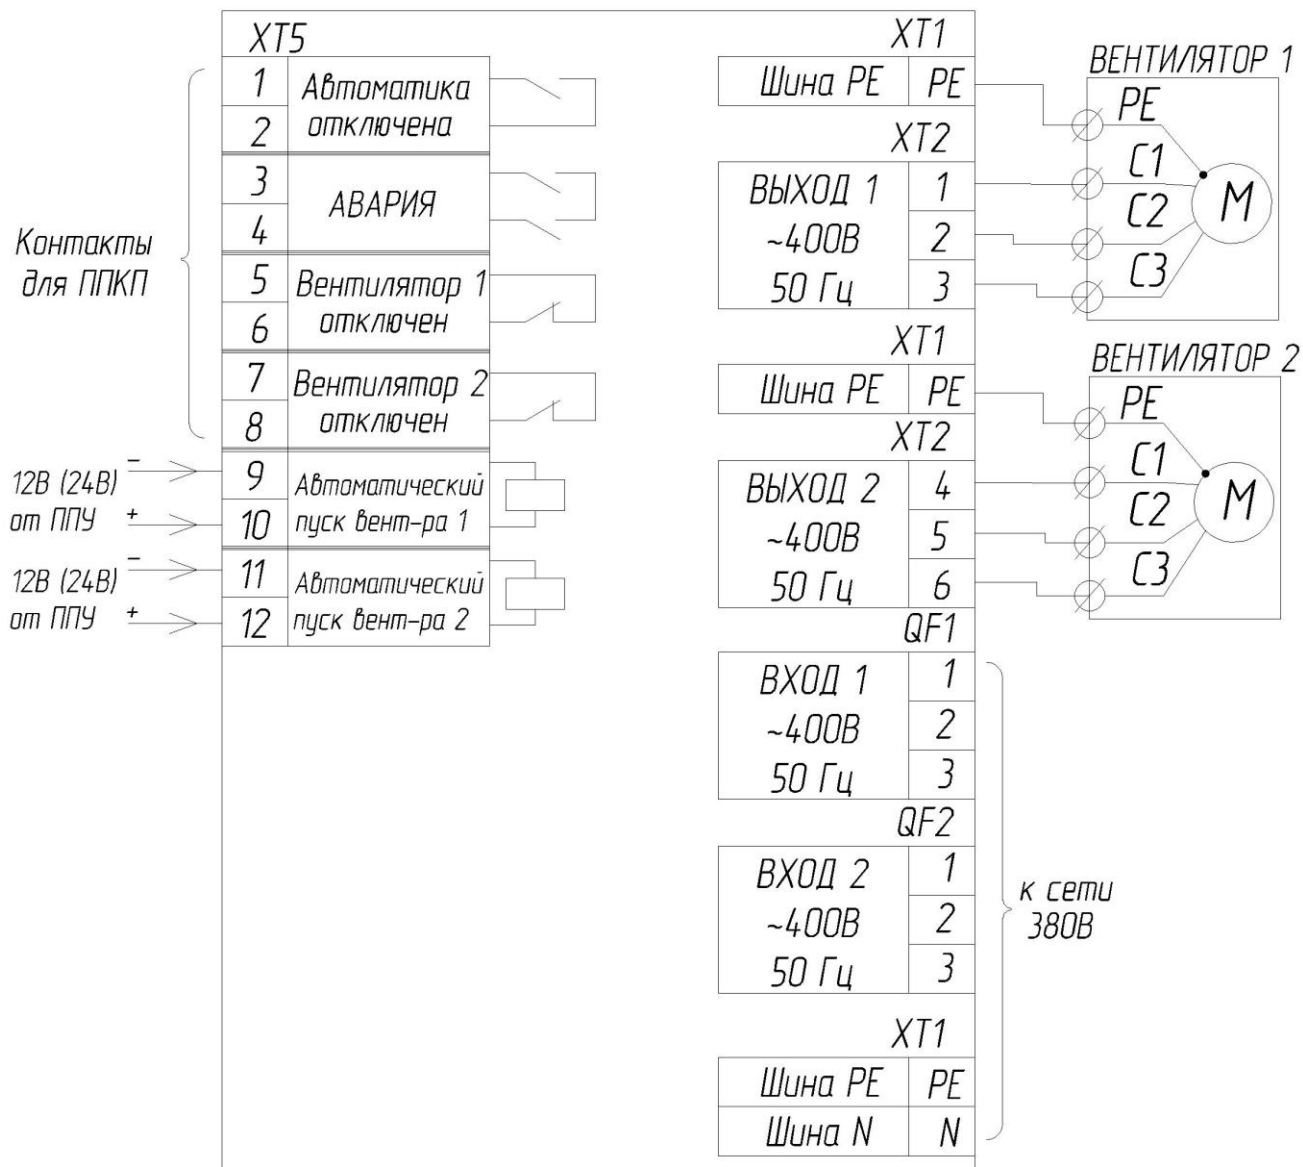 XT5
1
Автоматика
2
отключена
3
АВАРИЯ
4
5
Вентилятор 1
6
отключен
7
Вентилятор 2
8
отключен
9
Автоматический
10
пуск вент-ра 1
11
Автоматический
12
пуск вент-ра 2
Контакты
для ППКП
12В (24В)
от ППУ
-
+
12В (24В)
от ППУ
-
+
XT1
Шина PE PE
XT2
ВЫХОД 1
~400В
50 Гц
1
2
3
XT1
Шина PE PE
XT2
ВЫХОД 2
~400В
50 Гц
4
5
6
QF1
ВХОД 1
~400В
50 Гц
1
2
3
QF2
ВХОД 2
~400В
50 Гц
1
2
3
XT1
Шина PE PE
Шина N N
к сети
380В
ВЕНТИЛЯТОР 1
PE
C1
C2
C3
M
ВЕНТИЛЯТОР 2
PE
C1
C2
C3
M